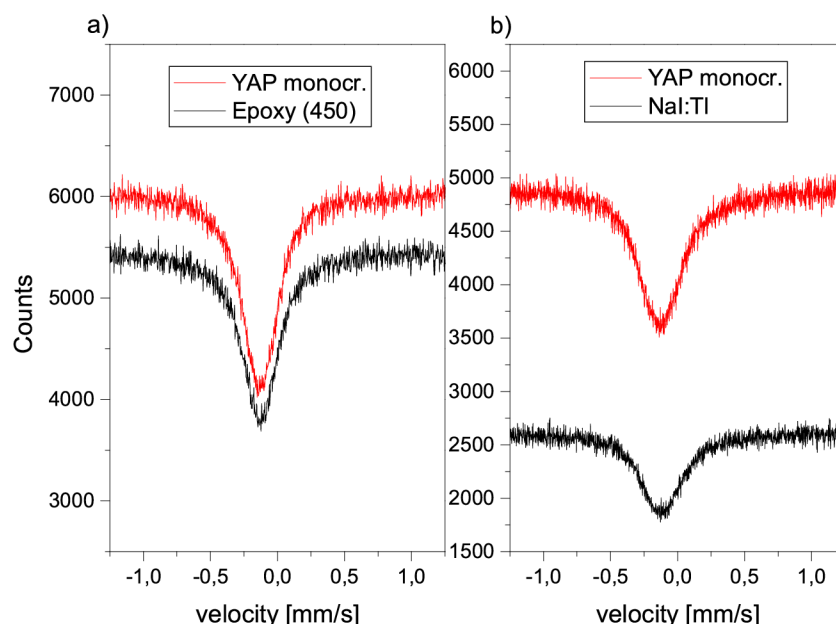 a)
YAP monocr.
Epoxy (450)
7000
6000
5000
4000
3000
Counts
-1,0 -0,5 0,0 0,5 1,0
velocity [mm/s]
b)
YAP monocr.
NaI:Tl
6000
5500
5000
4500
4000
3500
3000
2500
2000
1500
-1,0 -0,5 0,0 0,5 1,0
velocity [mm/s]